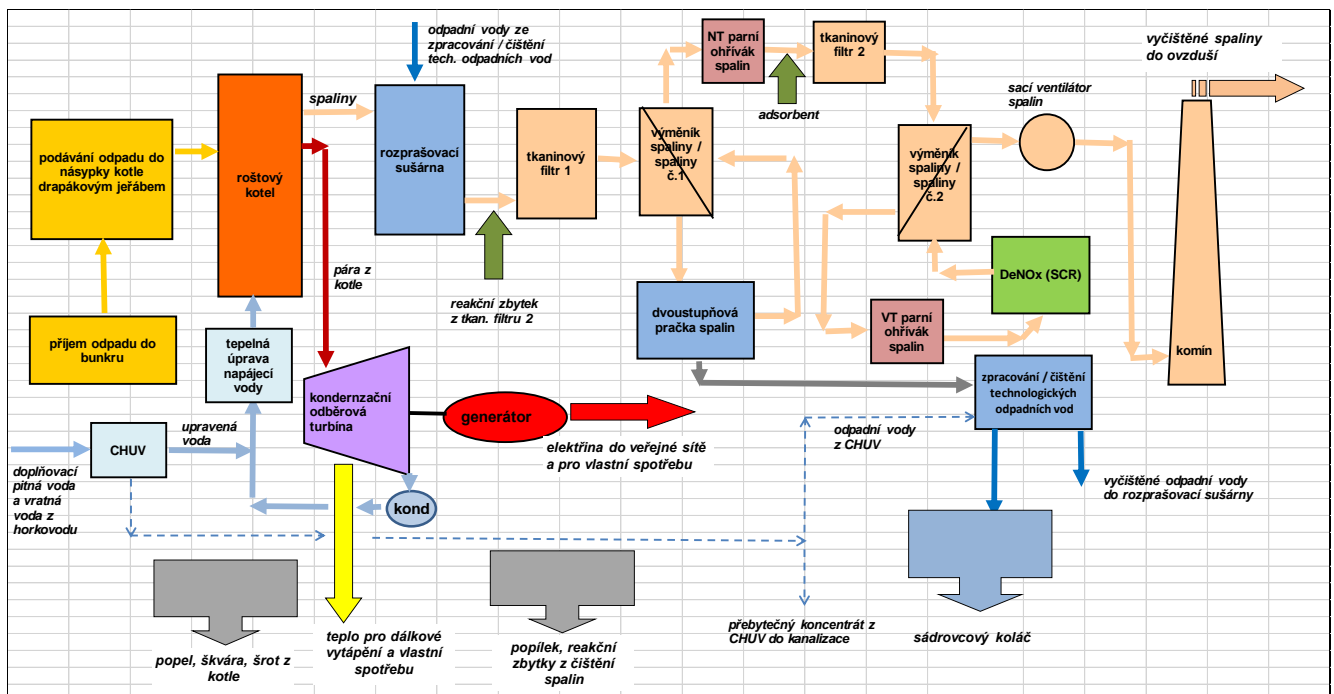 odpadní vody ze
zpracování / čištění
tech. odpadních vod
NT parní
ohřívák
spalin
tkaninový
filtr 2
vyčištěné spaliny
do ovzduší
spaliny
sací ventilátor
spalin
adsorbent
podávání odpadu do
násypky kotle
drapákovým jeřábem
roštový
kotel
rozprašovací
sušárna
tkaninový
filtr 1
výměník
spaliny /
spaliny
č.1
výměník
spaliny /
spaliny
č.2
pára z
kotle
reakční zbytek
z tkan. filtru 2
DeNOx (SCR)
dvoustupňová
pračka spalin
VT parní
ohřívák
spalin
komín
příjem odpadu do
bunkru
tepelná
úprava
napájecí
vody
zpracování / čištění
technologických
odpadních vod
kondernzační
odběrová
turbína
generátor
elektřina do veřejné sítě
a pro vlastní spotřebu
odpadní vody
z CHUV
upravená
voda
CHUV
doplňovací
pitná voda
a vratná
voda z
horkovodu
kond
vyčištěné odpadní vody
do rozprašovací sušárny
popel, škvára, šrot z
kotle
teplo pro dálkové
vytápění a vlastní
spotřebu
popílek, reakční
zbytky z čištění
spalin
přebytečný koncentrát z
CHUV do kanalizace
sádrovcový koláč